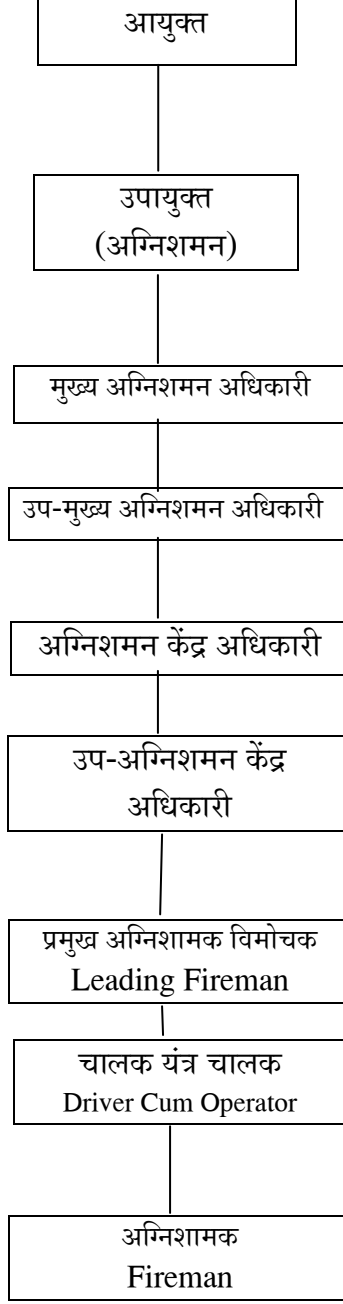 आयुक्त
उपायुक्त
(अग्निशमन)
मुख्य अग्निशमन अधिकारी
उप-मुख्य अग्निशमन अधिकारी
अग्निशमन केंद्र अधिकारी
उप-अग्निशमन केंद्र
अधिकारी
प्रमुख अग्निशामक विमोचक
Leading Fireman
चालक यंत्र चालक
Driver Cum Operator
अग्निशामक
Fireman